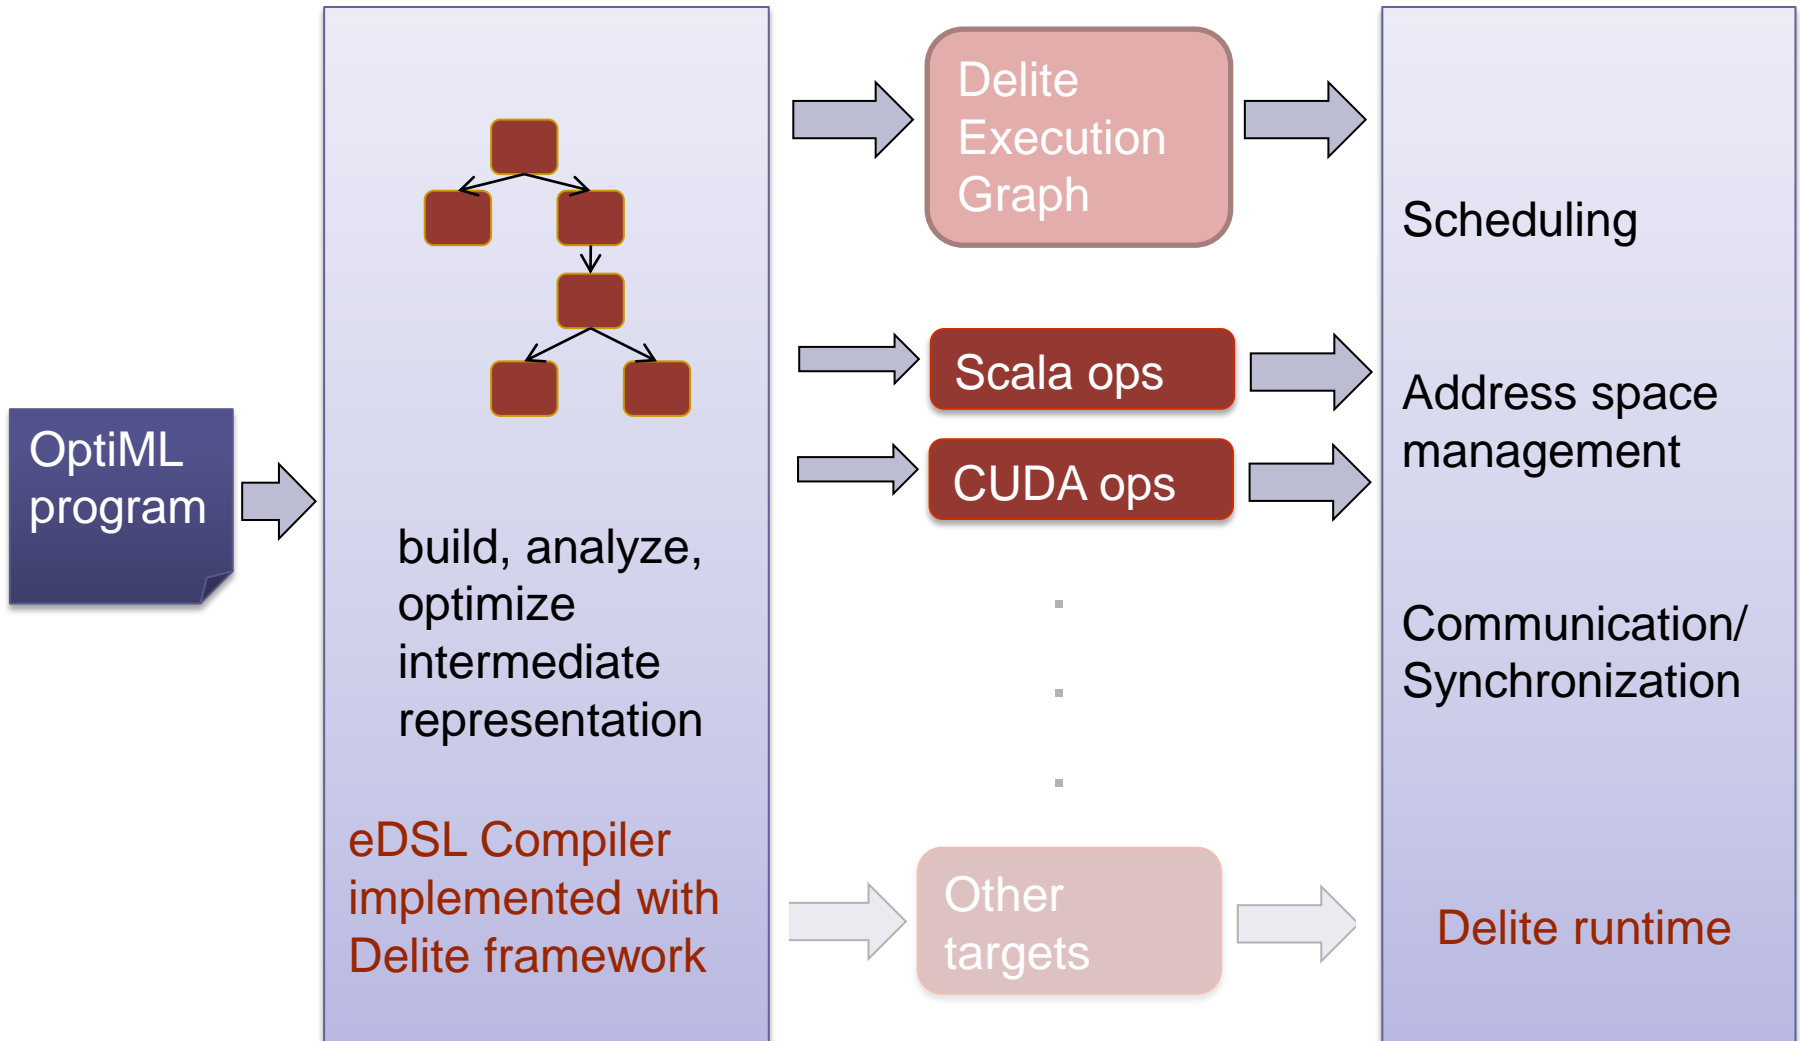 OptiML
program
build, analyze,
optimize
intermediate
representation
eDSL Compiler
implemented with
Delite framework
Delite
Execution
Graph
Scala ops
CUDA ops
.
.
.
Other
targets
Scheduling
Address space
management
Communication/
Synchronization
Delite runtime